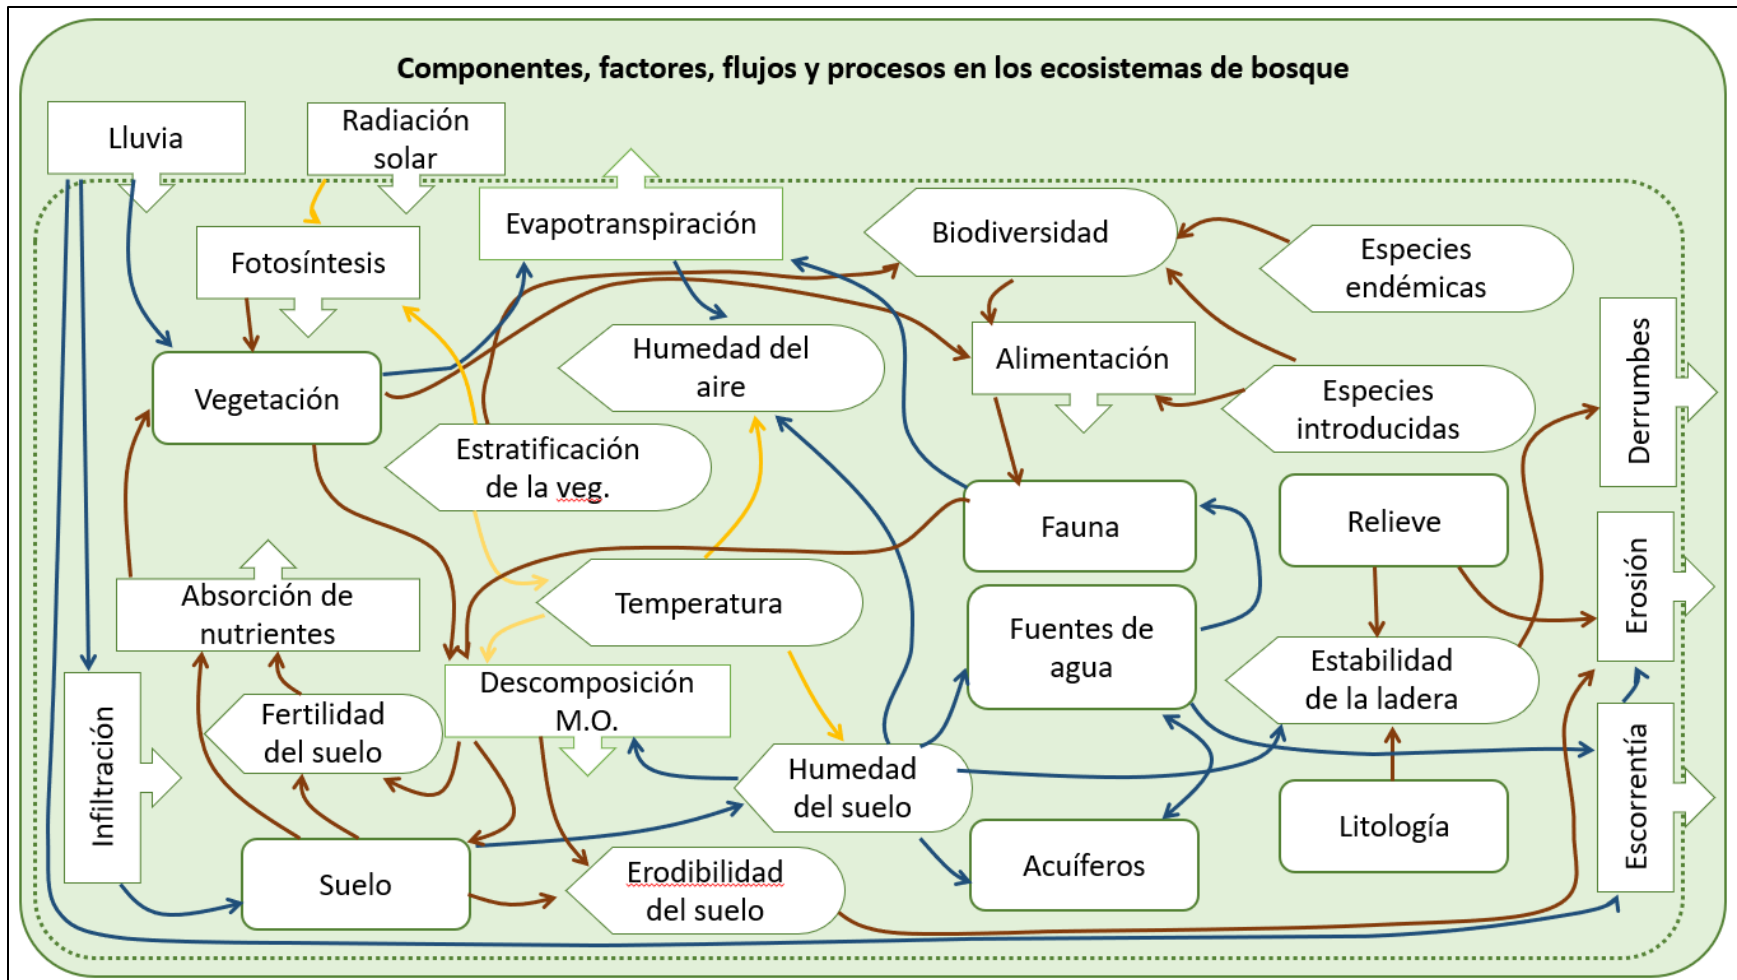 Componentes, factores, flujos y procesos en los ecosistemas de bosque
Lluvia
Radiación
solar
Evapotranspiración
Biodiversidad
Especies
endémicas
Fotosíntesis
Humedad del
aire
Alimentación
Derrumbes
Vegetación
Especies
introducidas
Estratificación
de la veg.
Fauna
Relieve
Absorción de
nutrientes
Temperatura
Fuentes de
agua
Erosión
Estabilidad
de la ladera
Descomposición
M.O.
Fertilidad
del suelo
Infiltración
Humedad
del suelo
Litología
Escorrentía
Suelo
Erodibilidad
del suelo
Acuíferos